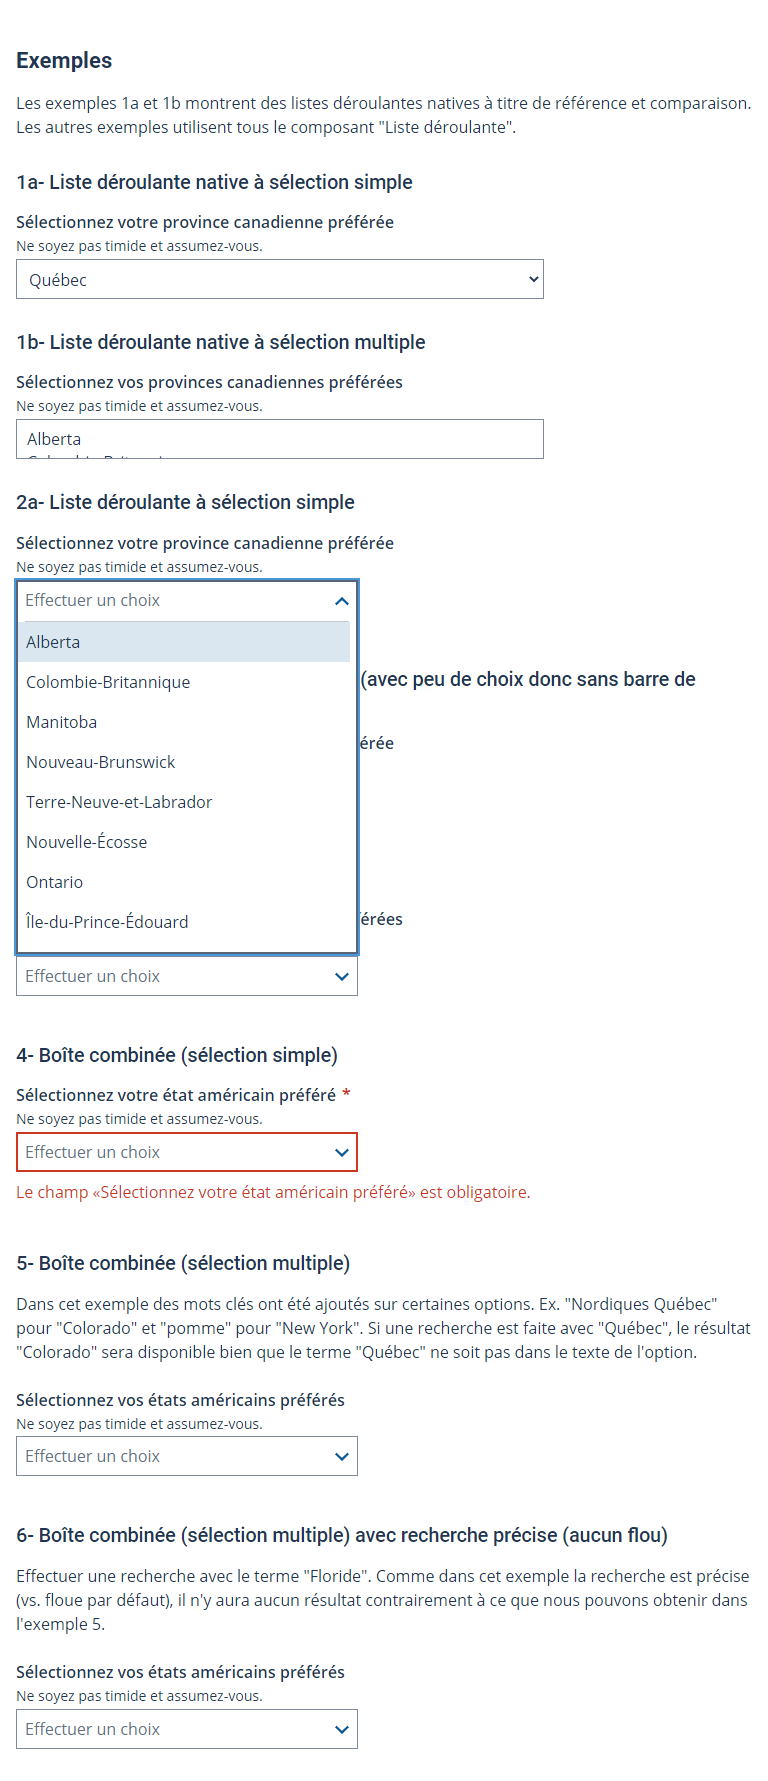 Exemples
Les exemples 1a et 1b montrent des listes déroulantes natives à titre de référence et comparaison.
Les autres exemples utilisent tous le composant "Liste déroulante".
1a- Liste déroulante native à sélection simple
Sélectionnez votre province canadienne préférée
Ne soyez pas timide et assumez-vous.
Québec
1b- Liste déroulante native à sélection multiple
Sélectionnez vos provinces canadiennes préférées
Ne soyez pas timide et assumez-vous.
Alberta
2a- Liste déroulante à sélection simple
Sélectionnez votre province canadienne préférée
Ne soyez pas timide et assumez-vous.
Effectuer un choix
Alberta
(avec peu de choix donc sans barre de
Colombie-Britannique
Manitoba
érée
Nouveau-Brunswick
Terre-Neuve-et-Labrador
Nouvelle-Écosse
Ontario
Île-du-Prince-Édouard
érées
Effectuer un choix
4- Boîte combinée (sélection simple)
Sélectionnez votre état américain préféré *
Ne soyez pas timide et assumez-vous.
Effectuer un choix
Le champ «Sélectionnez votre état américain préféré» est obligatoire.
5- Boîte combinée (sélection multiple)
Dans cet exemple des mots clés ont été ajoutés sur certaines options. Ex. "Nordiques Québec"
pour "Colorado" et "pomme" pour "New York". Si une recherche est faite avec "Québec", le résultat
"Colorado" sera disponible bien que le terme "Québec" ne soit pas dans le texte de l'option.
Sélectionnez vos états américains préférés
Ne soyez pas timide et assumez-vous.
Effectuer un choix
6- Boîte combinée (sélection multiple) avec recherche précise (aucun flou)
Effectuer une recherche avec le terme "Floride". Comme dans cet exemple la recherche est précise
(vs. floue par défaut), il n'y aura aucun résultat contrairement à ce que nous pouvons obtenir dans
l'exemple 5.
Sélectionnez vos états américains préférés
Ne soyez pas timide et assumez-vous.
Effectuer un choix